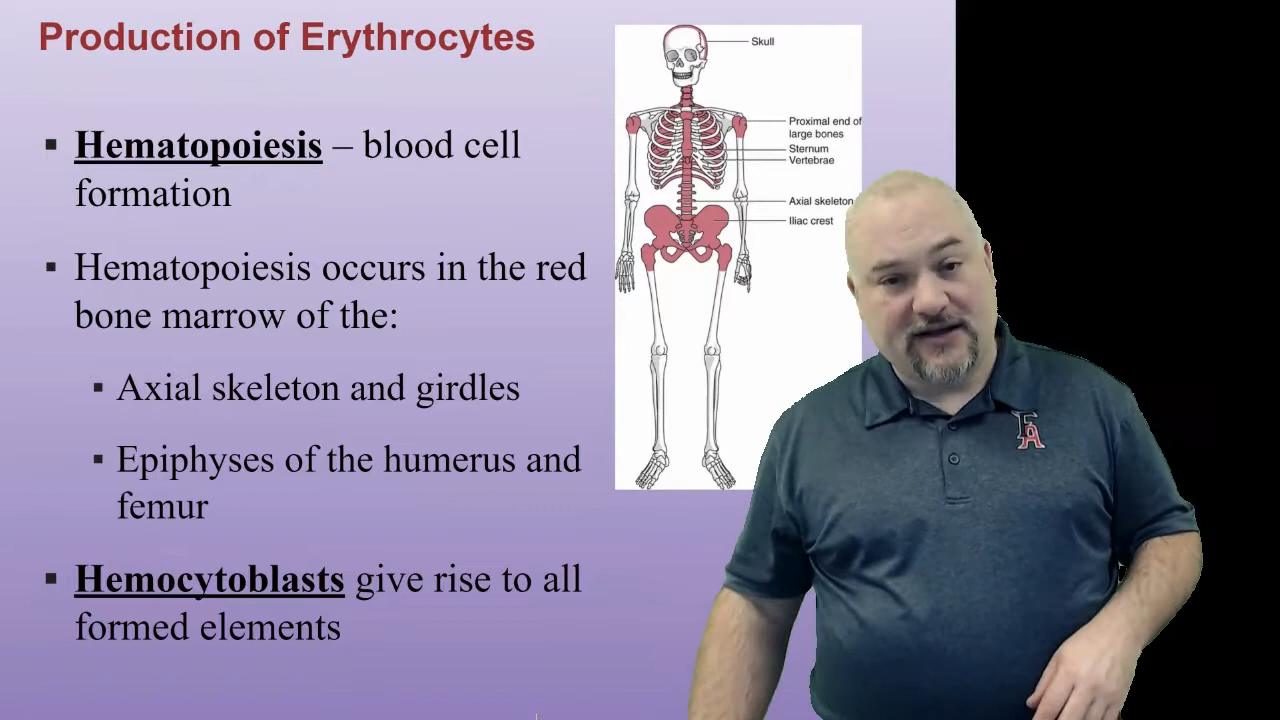 Production of Erythrocytes
▪ Hematopoiesis – blood cell
formation
▪ Hematopoiesis occurs in the red
bone marrow of the:
▪ Axial skeleton and girdles
▪ Epiphyses of the humerus and
femur
▪ Hemocytoblasts give rise to all
formed elements
Skull
Proximal end of
large bones
Sternum
Vertebrae
Axial skeleton
Iliac crest
FA